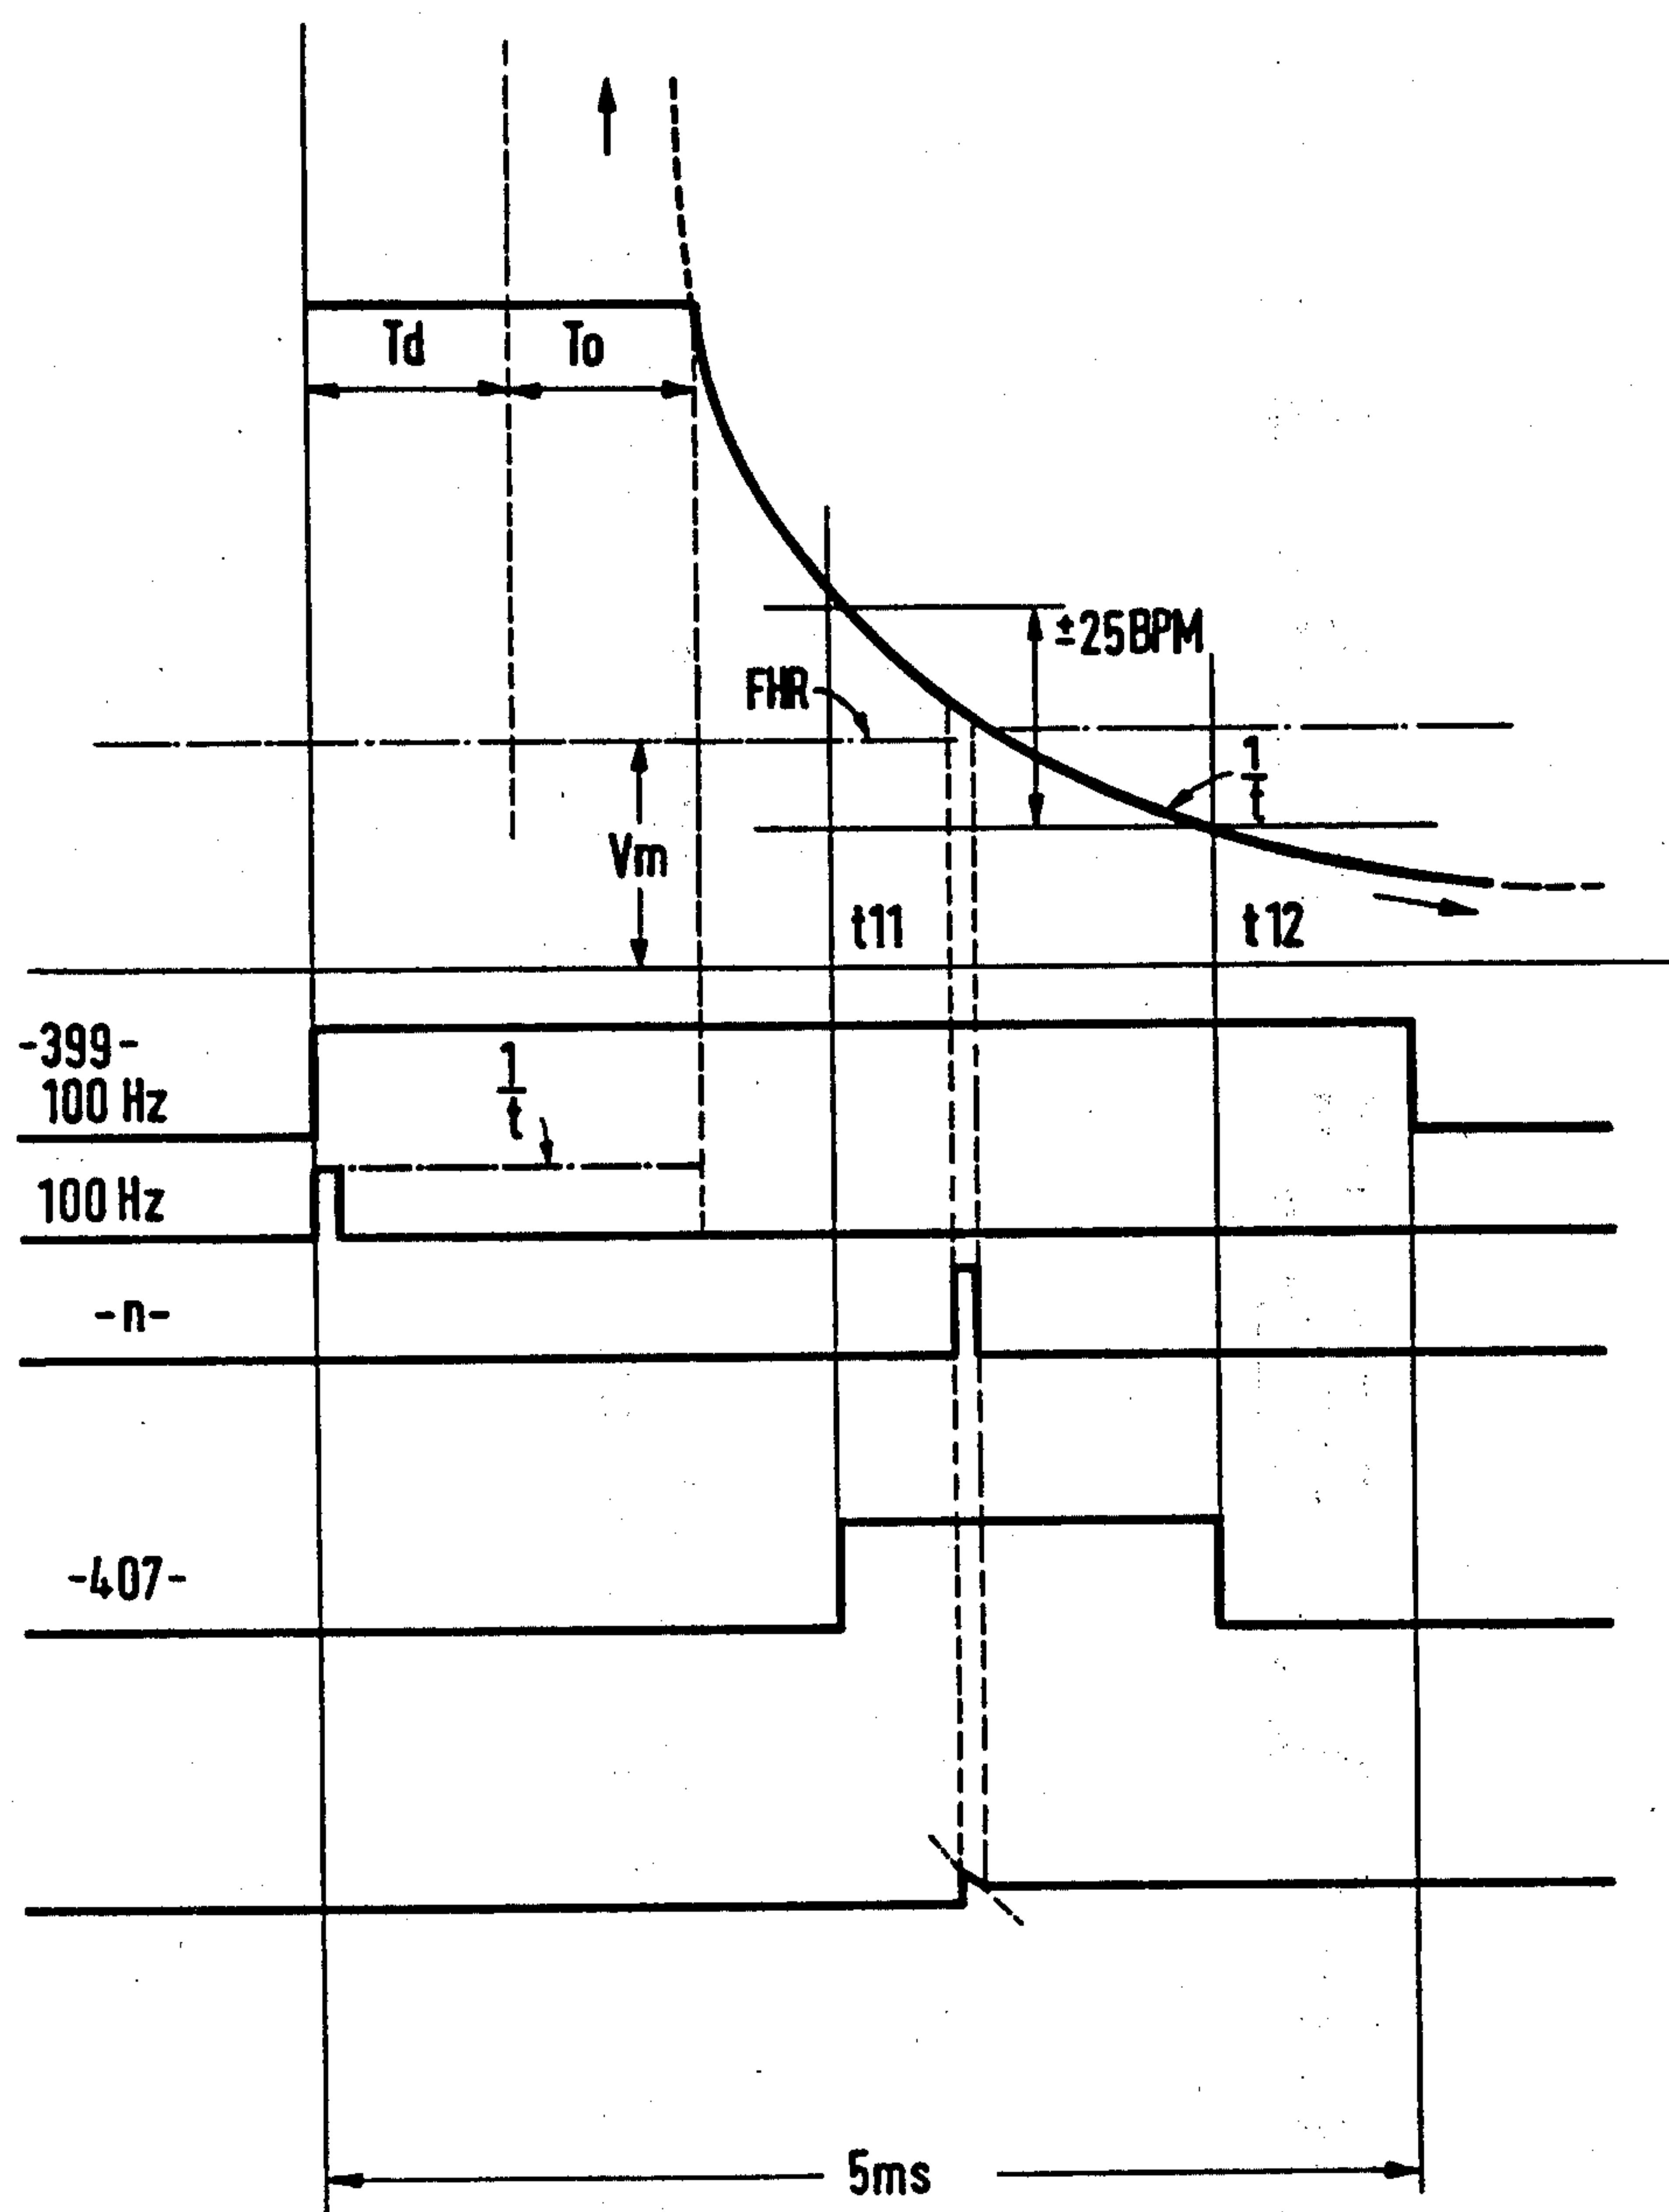 Td
To
±25BPM
FHR
1
t
Vm
t11
t12
-399-
100 Hz
1
t
100 Hz
-n-
-407-
5ms